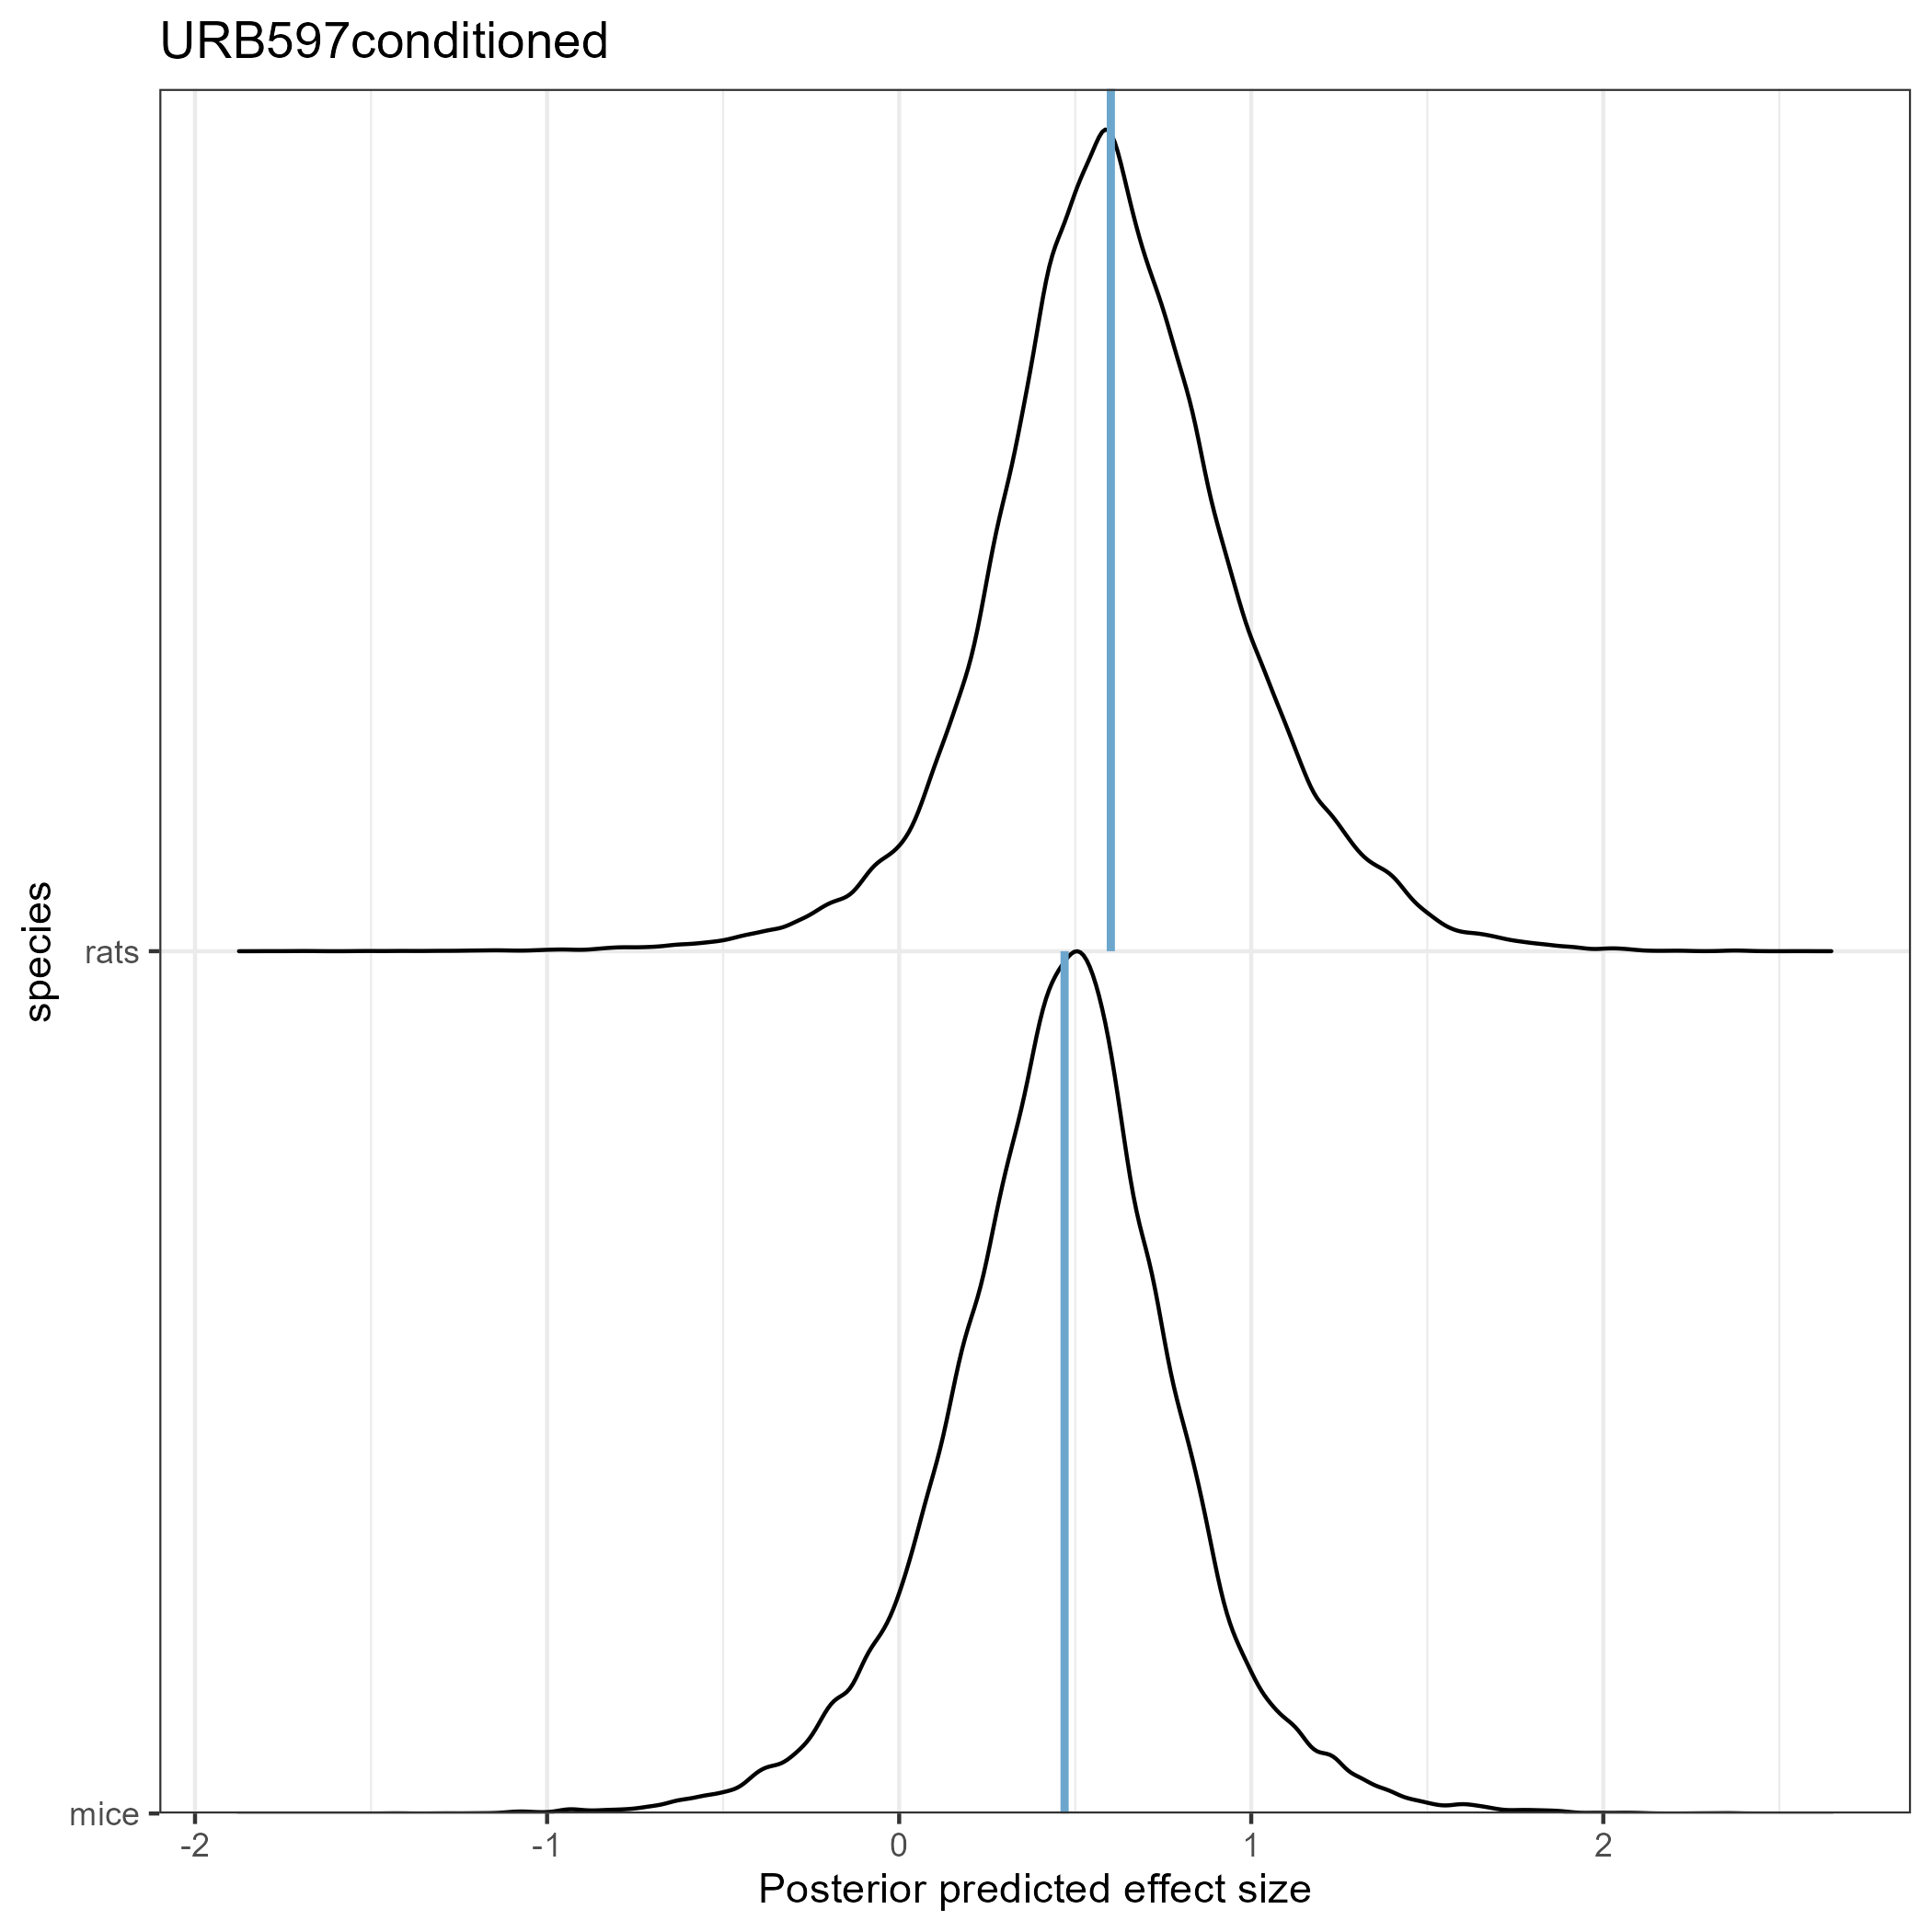 URB597conditioned
species
rats
mice
-2 -1 0 1 2
Posterior predicted effect size